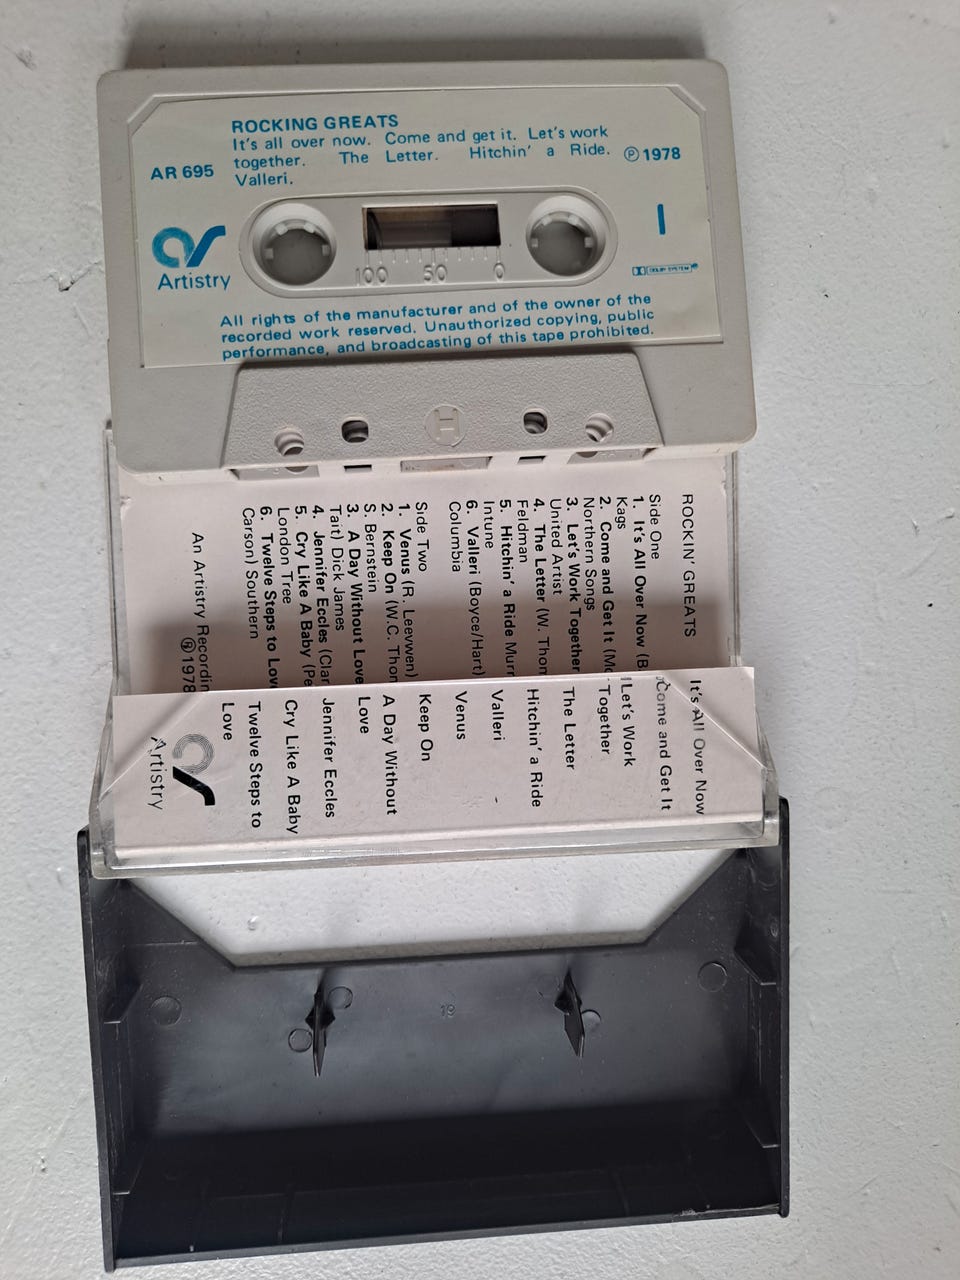 ROCKING GREATS
It's all over now. Come and get it. Let's work
together. The Letter. Hitchin' a Ride.
Valleri.
AR 695
℗ 1978
Artistry
I
DOLBY SYSTEM
100 50 0
All rights of the manufacturer and of the owner of the
recorded work reserved. Unauthorized copying, public
performance, and broadcasting of this tape prohibited.
H
ROCKIN' GREATS
Side One
1. It's All Over Now
Kags
2. Come and Get It
Northern Songs
3. Let's Work Together
United Artist
4. The Letter (W.
Feldman
5. Hitchin' a Ride
Intune
6. Valleri (Boyce/Hart)
Columbia
Side Two
1. Venus (R. Leevwen)
2. Keep On (W.C.
S. Bernstein
3. A Day Without Love
Tait) Dick James
4. Jennifer Eccles
5. Cry Like A Baby
London Tree
6. Twelve Steps to Love
Carson) Southern
An Artistry
1978
It's All Over Now
Come and Get It
Let's Work
Together
The Letter
Hitchin' a Ride
Valleri
Venus
Keep On
A Day Without
Love
Jennifer Eccles
Cry Like A Baby
Twelve Steps to
Love
Artistry
19